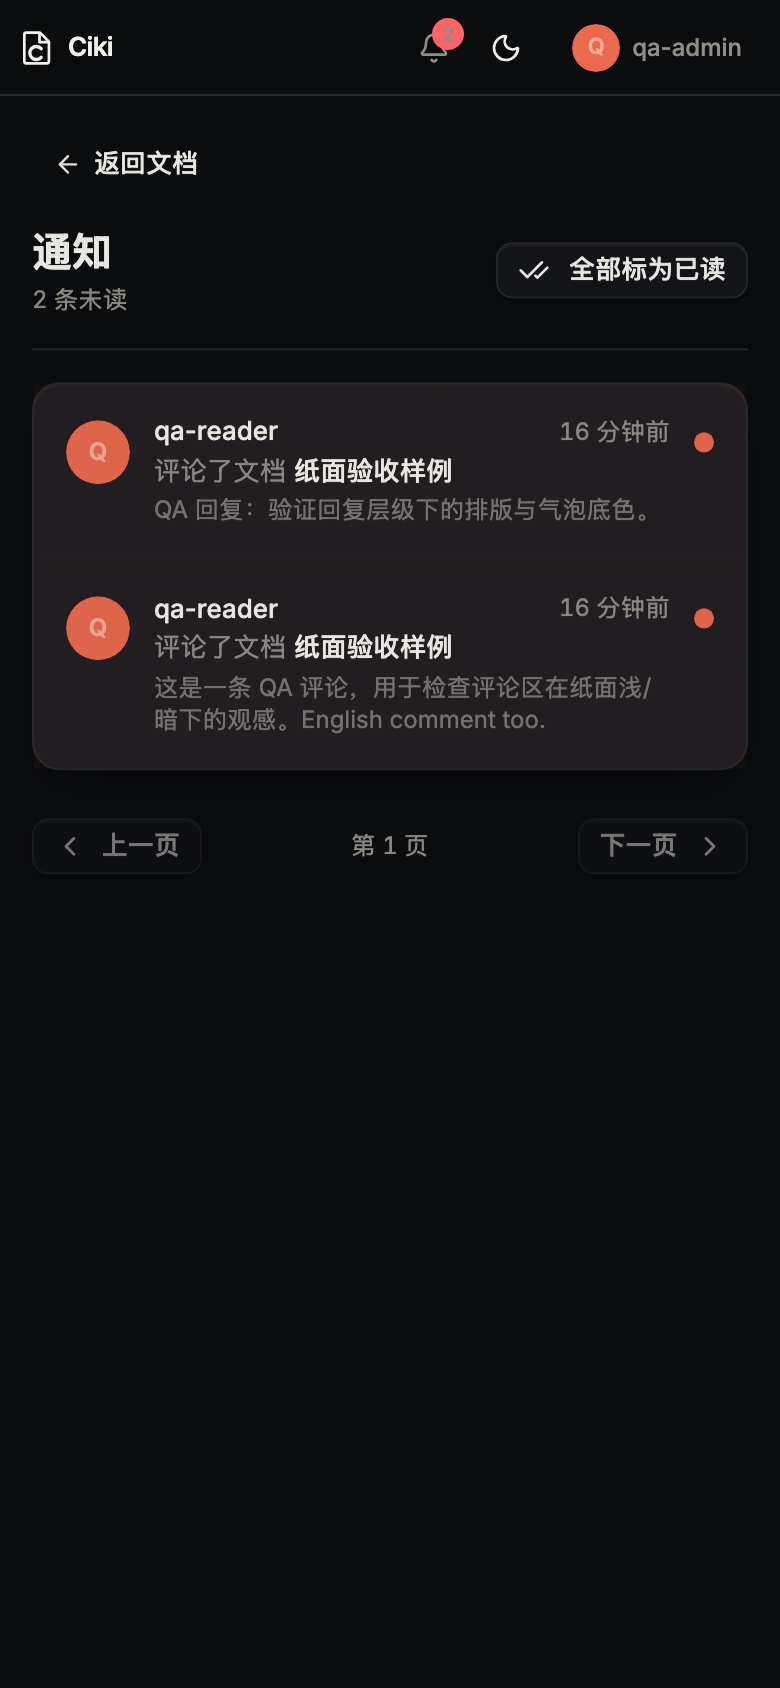 Ciki
2
Q
qa-admin
返回文档
通知
2 条未读
全部标为已读
Q
qa-reader
16 分钟前
评论了文档 纸面验收样例
QA 回复：验证回复层级下的排版与气泡底色。
Q
qa-reader
16 分钟前
评论了文档 纸面验收样例
这是一条 QA 评论，用于检查评论区在纸面浅/
暗下的观感。English comment too.
上一页
第 1 页
下一页